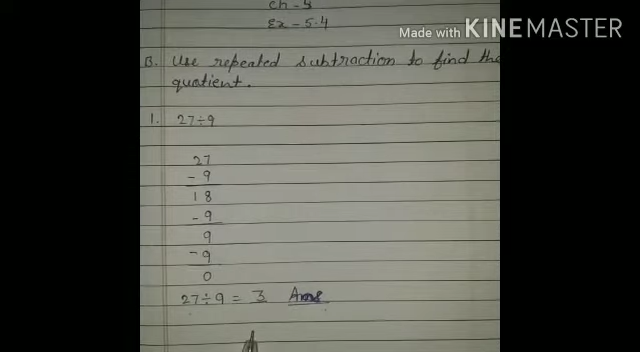 Ch - 5
Ex - 5.4
Made with KINEMASTER
B. Use repeated subtraction to find the
quotient.
1. 27÷9
27
- 9
18
- 9
9
- 9
0
27÷9 = 3 Ans